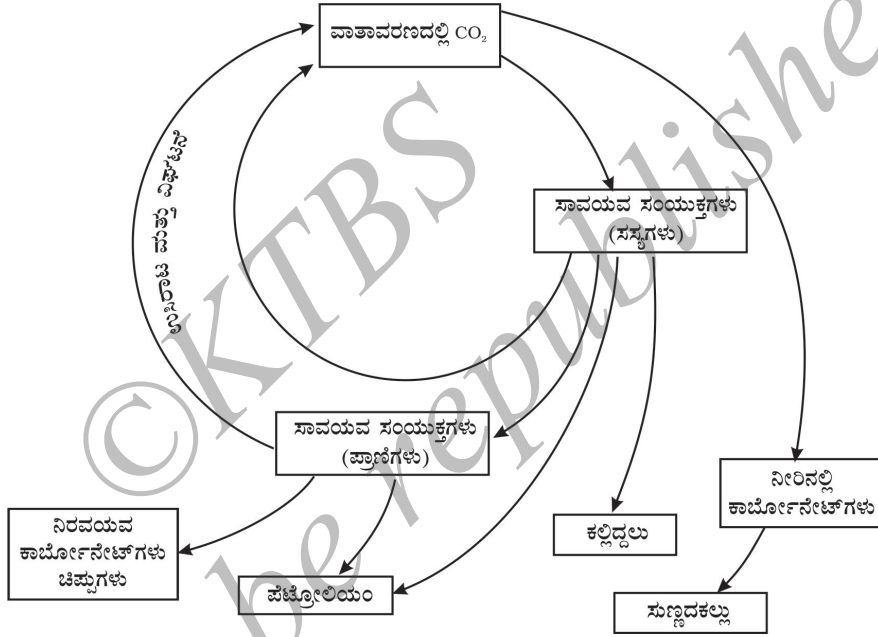 ವಾತಾವರಣದಲ್ಲಿ CO₂
ಉಸಿರಾಟ ಮತ್ತು ವಿಘಟನೆ
ಸಾವಯವ ಸಂಯುಕ್ತಗಳು
(ಸಸ್ಯಗಳು)
ಸಾವಯವ ಸಂಯುಕ್ತಗಳು
(ಪ್ರಾಣಿಗಳು)
ನೀರಿನಲ್ಲಿ
ಕಾರ್ಬೋನೇಟ್‌ಗಳು
ನಿರವಯವ
ಕಾರ್ಬೋನೇಟ್‌ಗಳು
ಚಿಪ್ಪುಗಳು
ಕಲ್ಲಿದ್ದಲು
ಪೆಟ್ರೋಲಿಯಂ
ಸುಣ್ಣದಕಲ್ಲು
©KTBS
be republishe